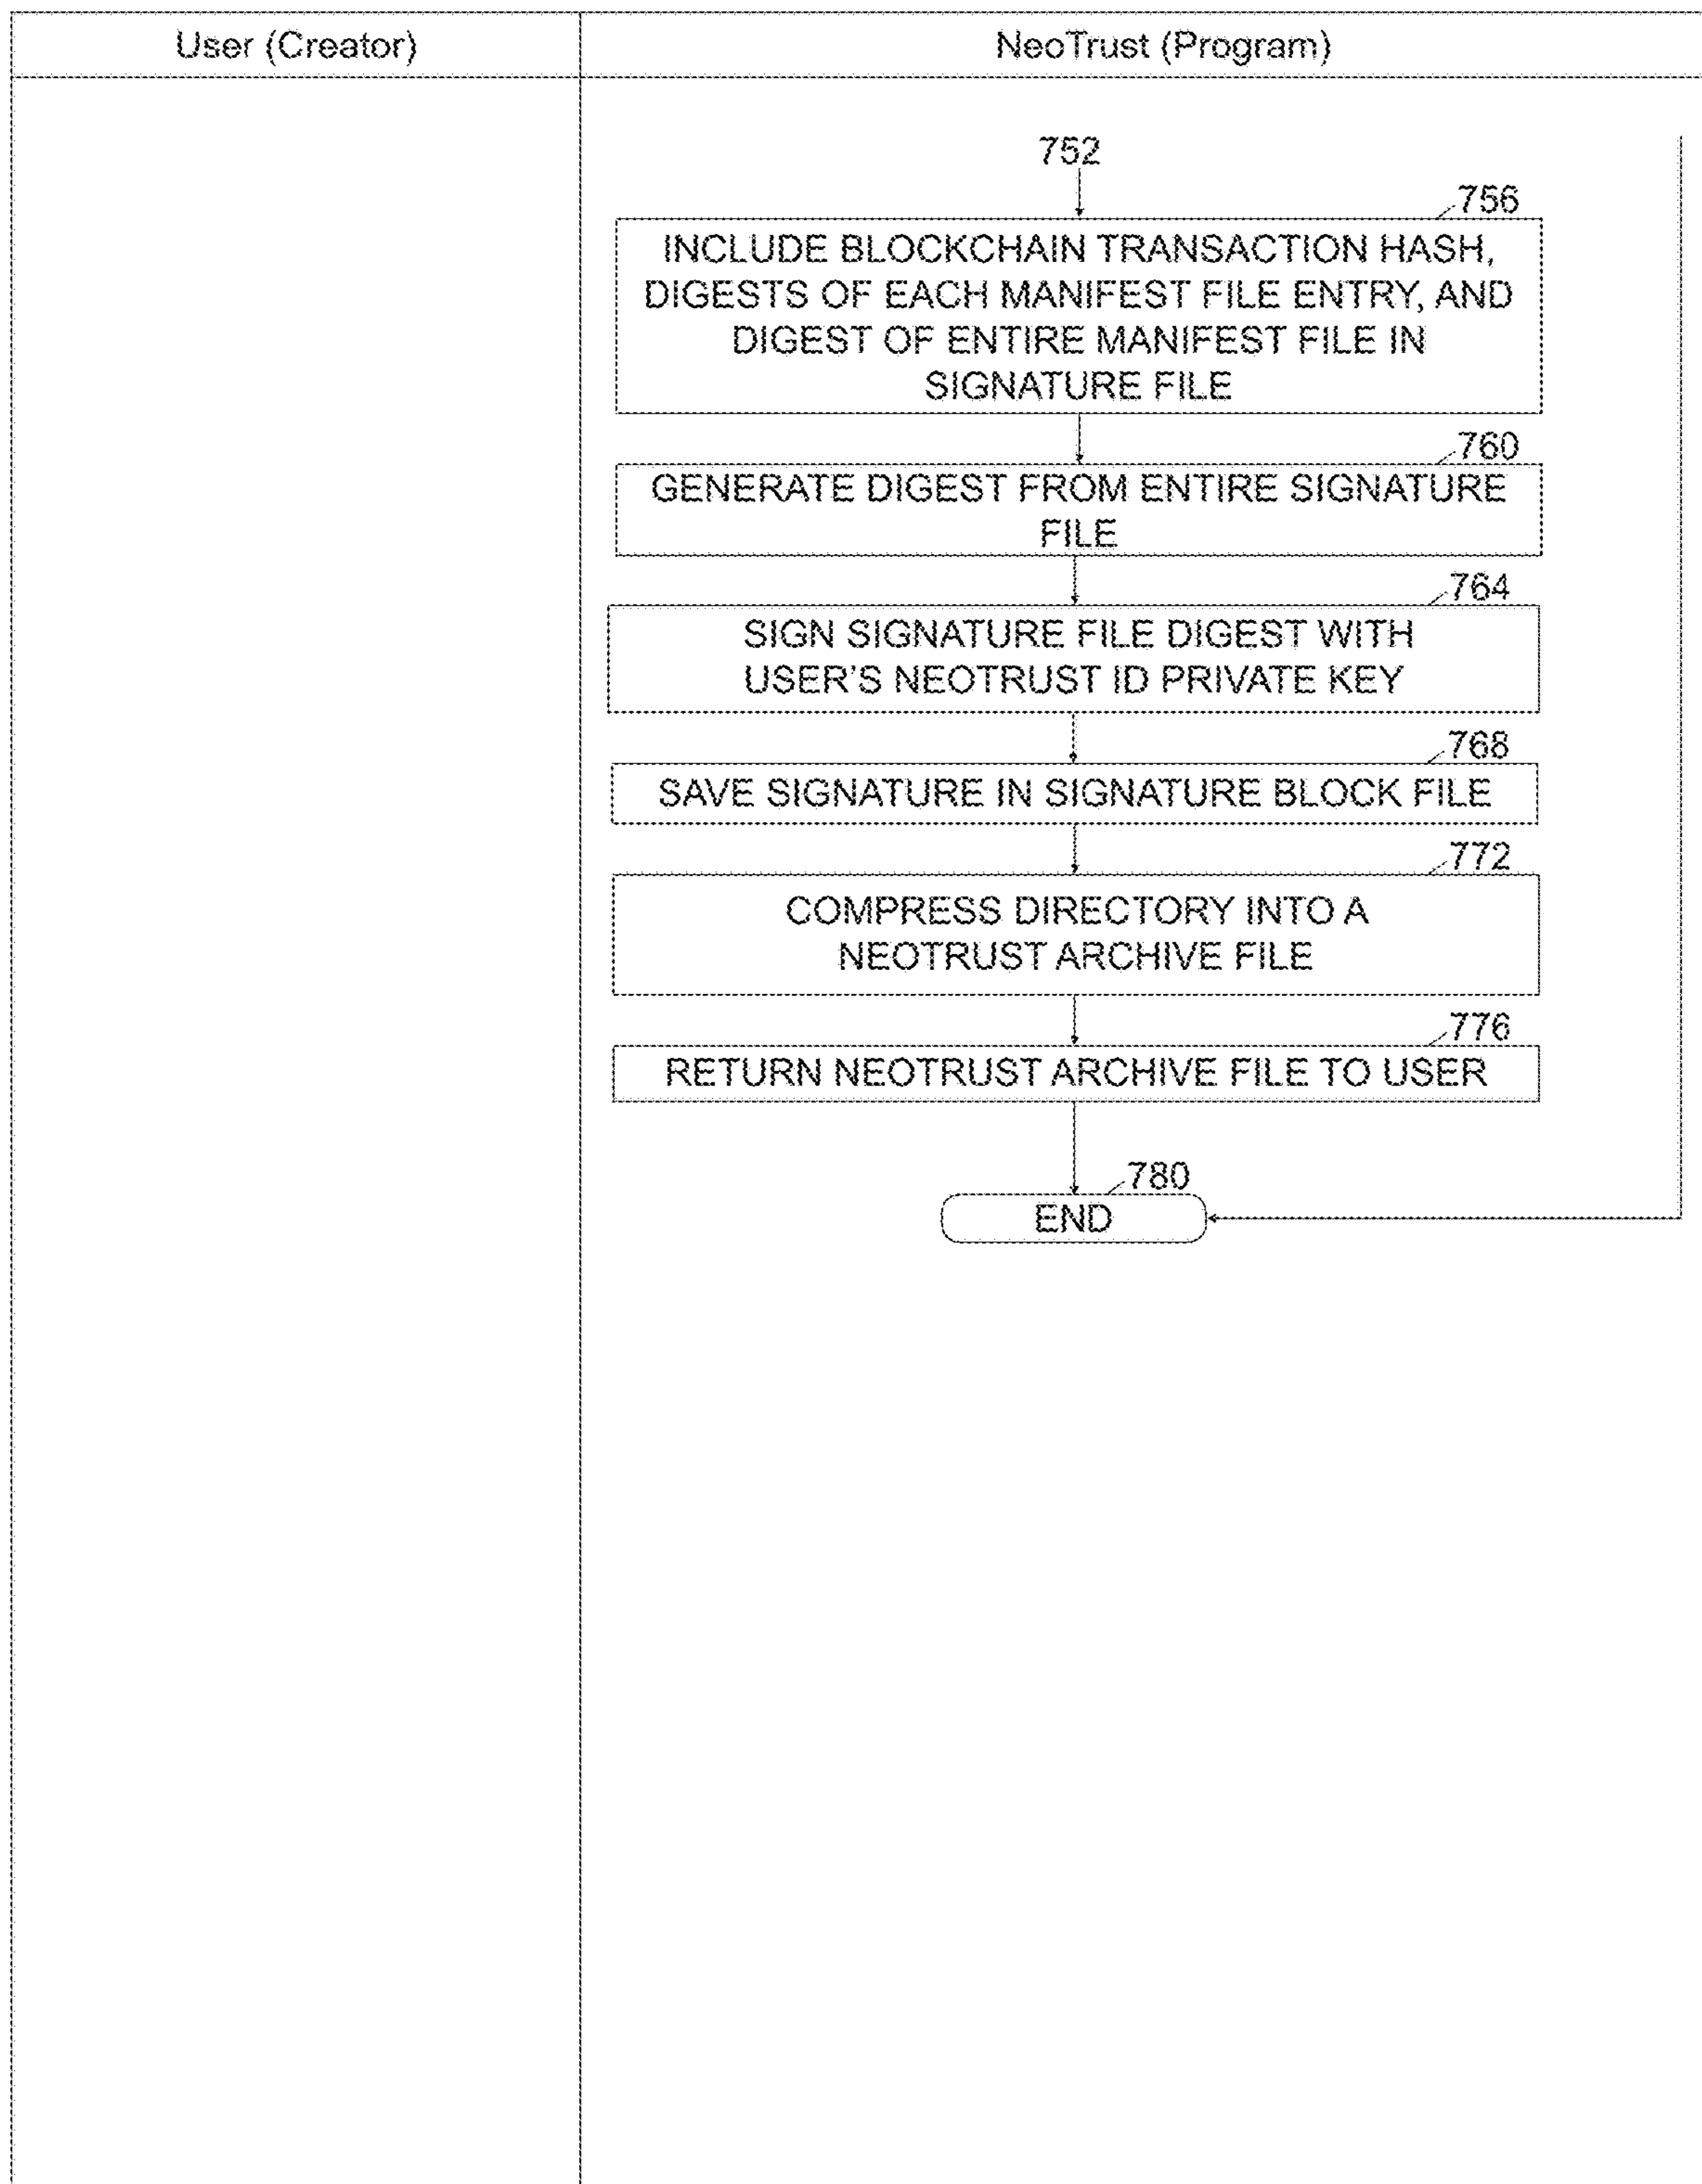 User (Creator)
NeoTrust (Program)
752
756
INCLUDE BLOCKCHAIN TRANSACTION HASH,
DIGESTS OF EACH MANIFEST FILE ENTRY, AND
DIGEST OF ENTIRE MANIFEST FILE IN
SIGNATURE FILE
760
GENERATE DIGEST FROM ENTIRE SIGNATURE
FILE
764
SIGN SIGNATURE FILE DIGEST WITH
USER'S NEOTRUST ID PRIVATE KEY
768
SAVE SIGNATURE IN SIGNATURE BLOCK FILE
772
COMPRESS DIRECTORY INTO A
NEOTRUST ARCHIVE FILE
776
RETURN NEOTRUST ARCHIVE FILE TO USER
780
END